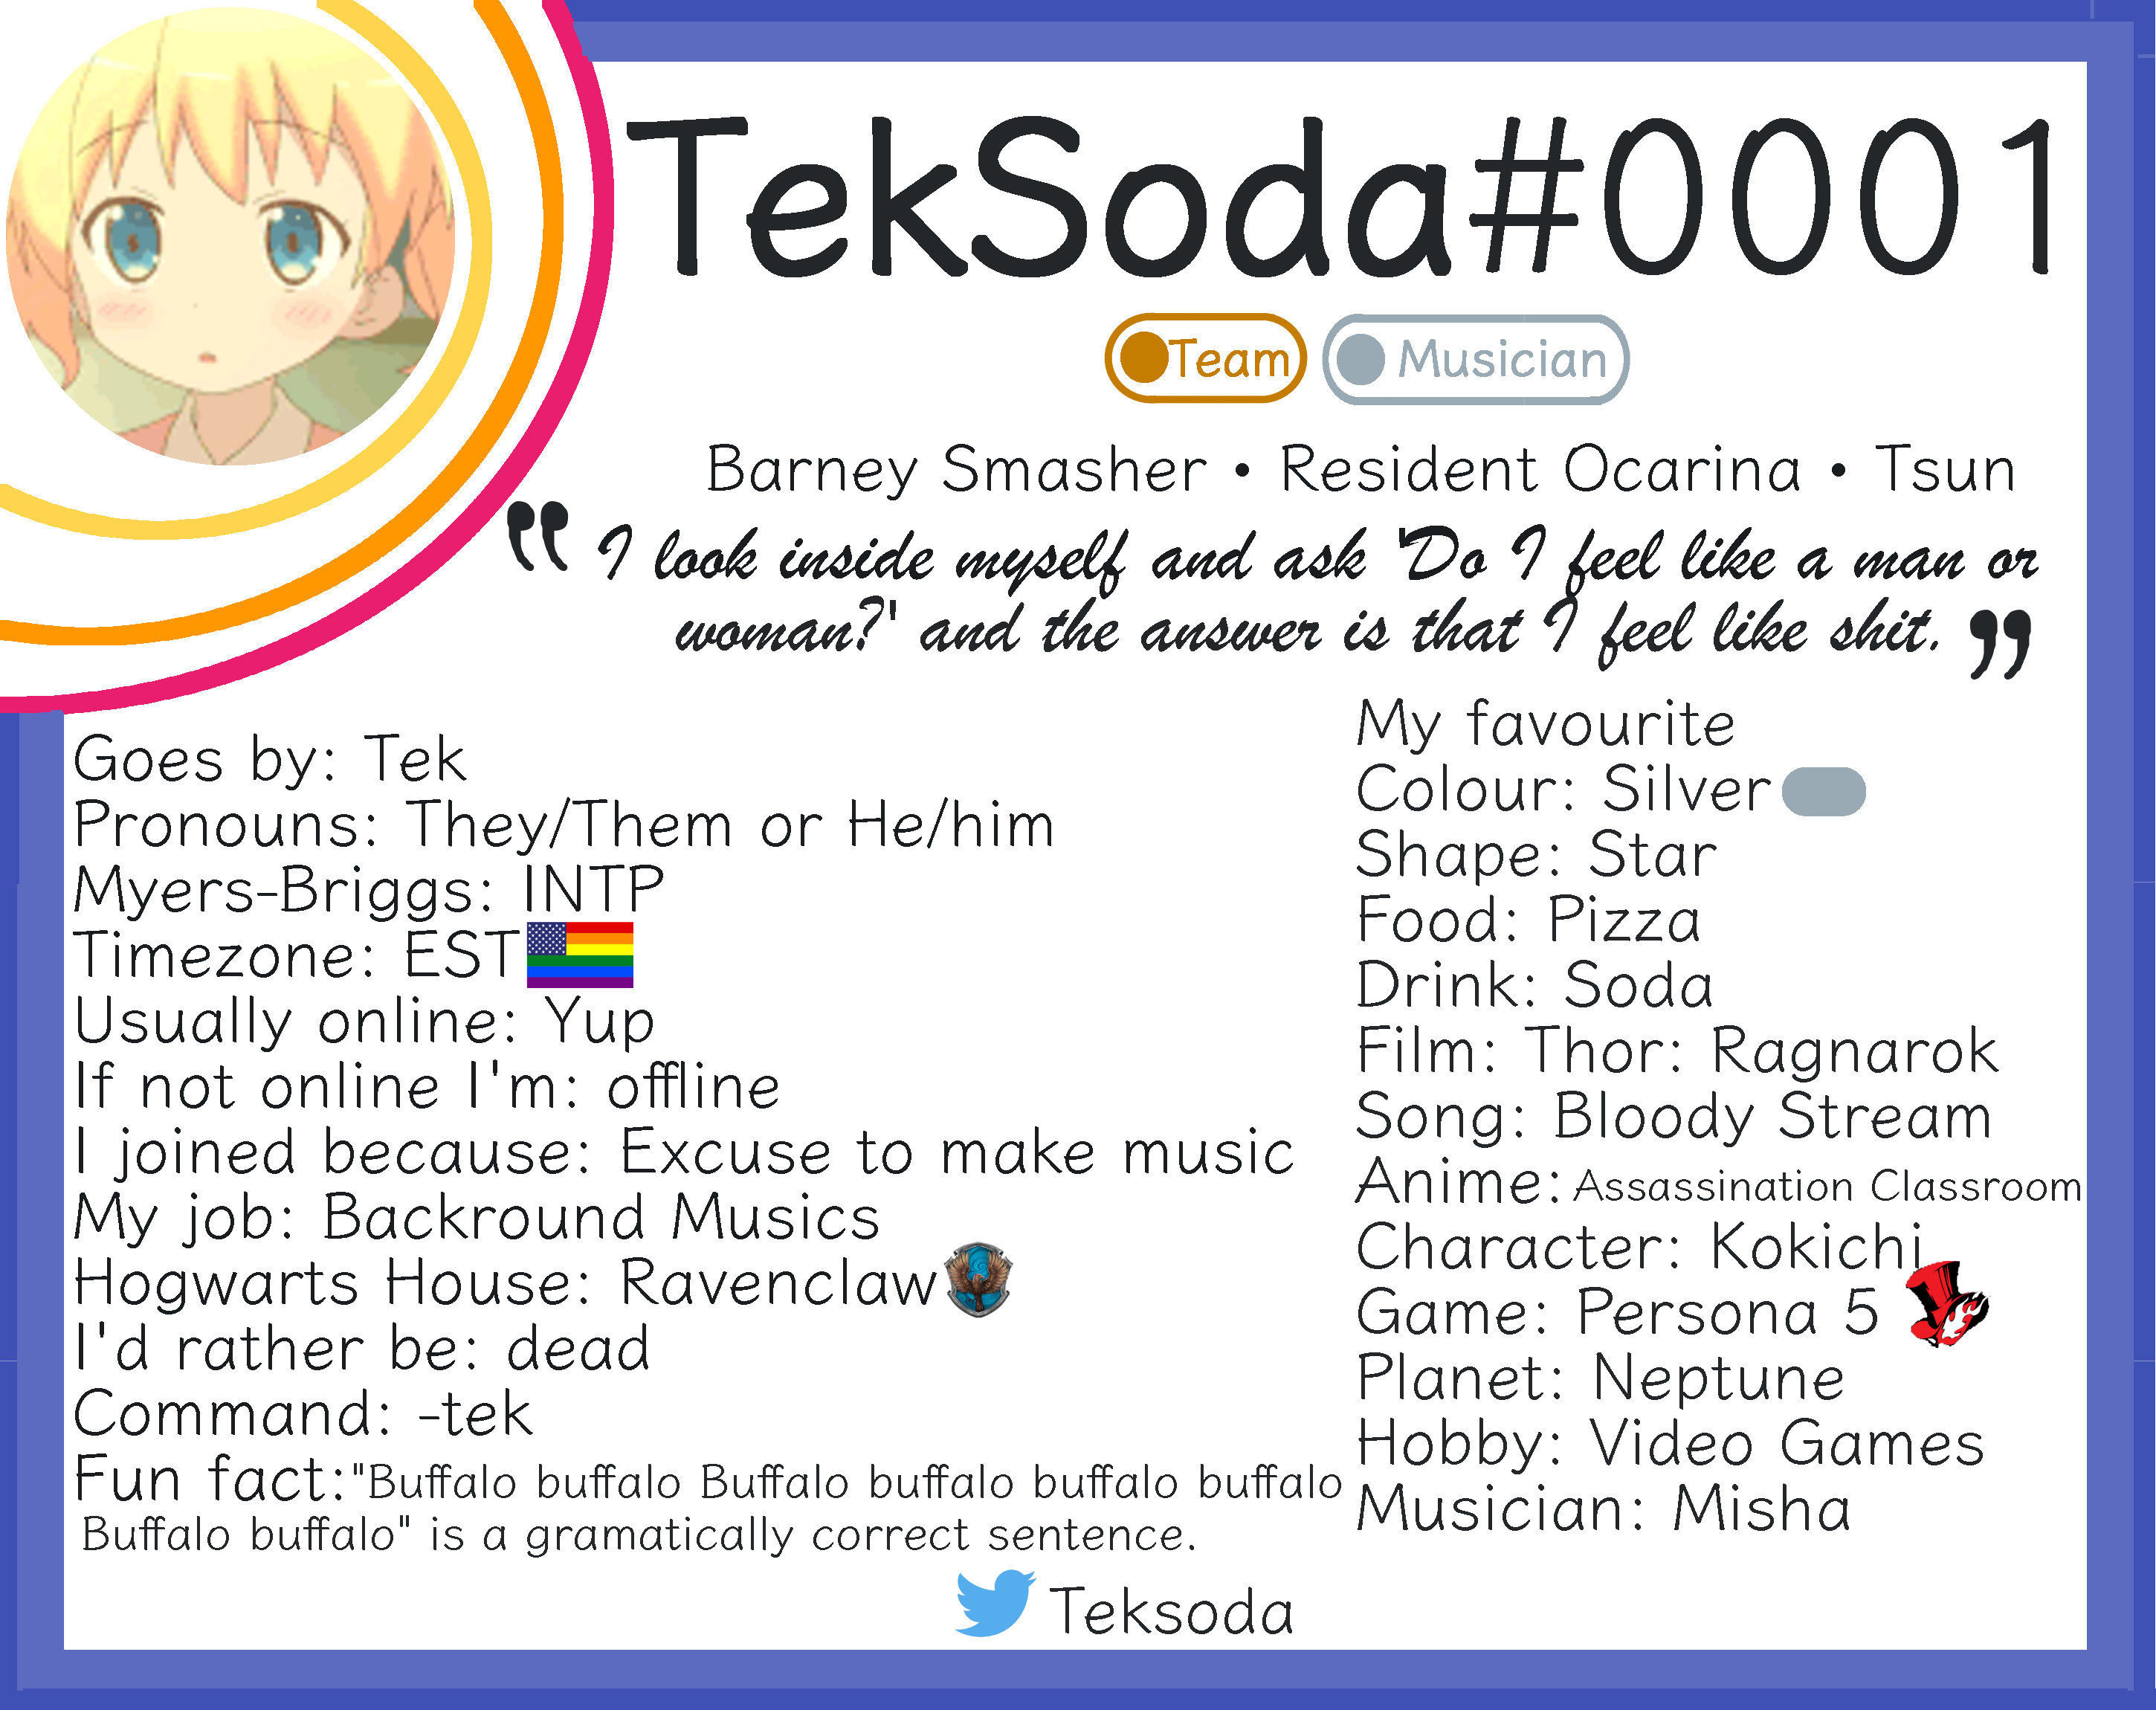 TekSoda#0001
Team Musician
Barney Smasher • Resident Ocarina • Tsun
"I look inside myself and ask 'Do I feel like a man or
woman?' and the answer is that I feel like shit."
Goes by: Tek
Pronouns: They/Them or He/him
Myers-Briggs: INTP
Timezone: EST
Usually online: Yup
If not online I'm: offline
I joined because: Excuse to make music
My job: Backround Musics
Hogwarts House: Ravenclaw
I'd rather be: dead
Command: -tek
Fun fact:"Buffalo buffalo Buffalo buffalo buffalo buffalo
Buffalo buffalo" is a gramatically correct sentence.
My favourite
Colour: Silver
Shape: Star
Food: Pizza
Drink: Soda
Film: Thor: Ragnarok
Song: Bloody Stream
Anime: Assassination Classroom
Character: Kokichi
Game: Persona 5
Planet: Neptune
Hobby: Video Games
Musician: Misha
Teksoda